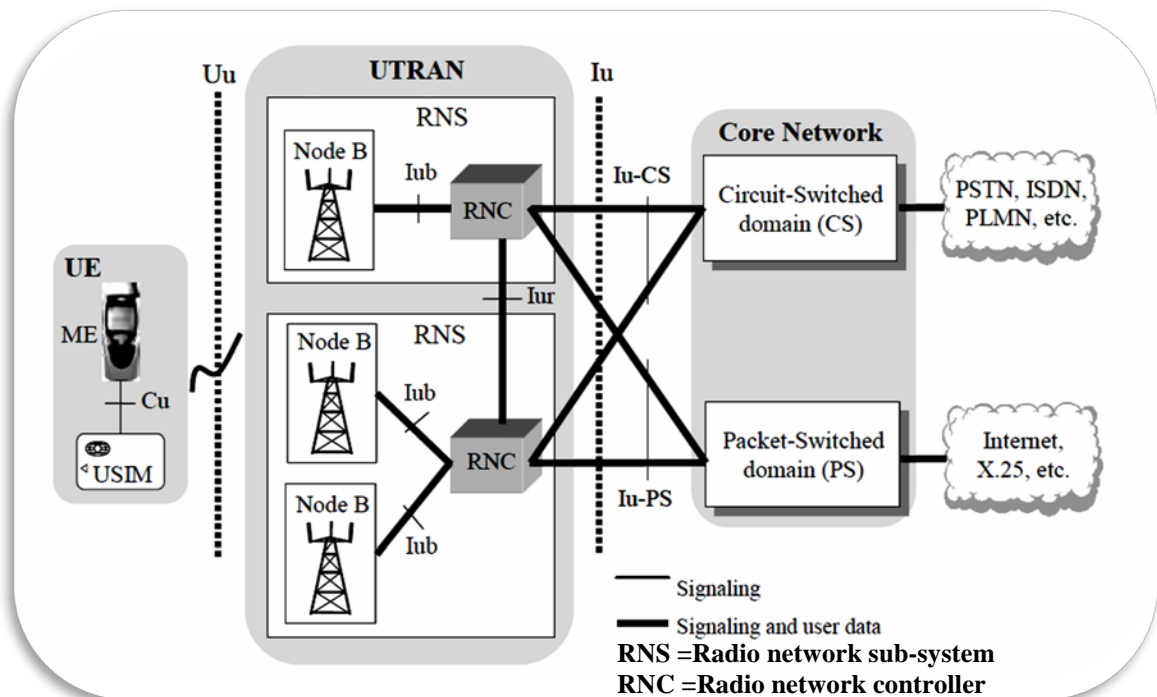 Uu
UTRAN
Iu
RNS
Node B
Iub
RNC
Iu-CS
Core Network
Circuit-Switched
domain (CS)
PSTN, ISDN,
PLMN, etc.
UE
ME
Cu
USIM
Iur
RNS
Node B
Iub
RNC
Node B
Iub
Iu-PS
Packet-Switched
domain (PS)
Internet,
X.25, etc.
Signaling
Signaling and user data
RNS =Radio network sub-system
RNC =Radio network controller